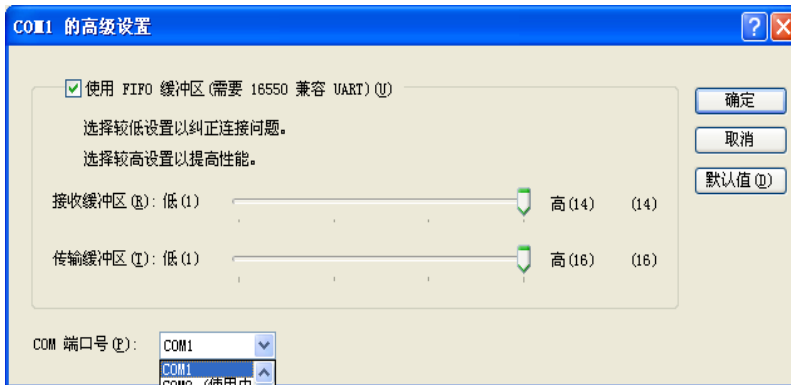 COM1 的高级设置
使用 FIFO 缓冲区(需要 16550 兼容 UART)(U)
选择较低设置以纠正连接问题。
选择较高设置以提高性能。
接收缓冲区(R): 低(1) 高(14) (14)
传输缓冲区(T): 低(1) 高(16) (16)
COM 端口号(P): COM1
COM1
确定
取消
默认值(D)